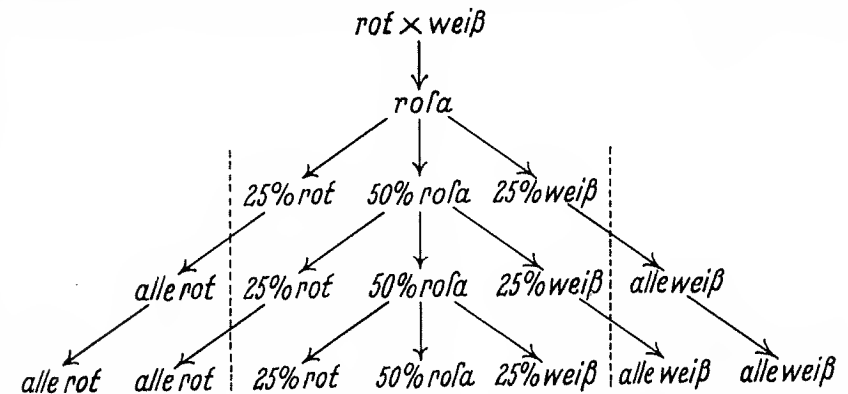 rot × weiß
roſa
25% rot 50% roſa 25% weiß
alle rot 25% rot 50% roſa 25% weiß alle weiß
alle rot alle rot 25% rot 50% roſa 25% weiß alle weiß alle weiß